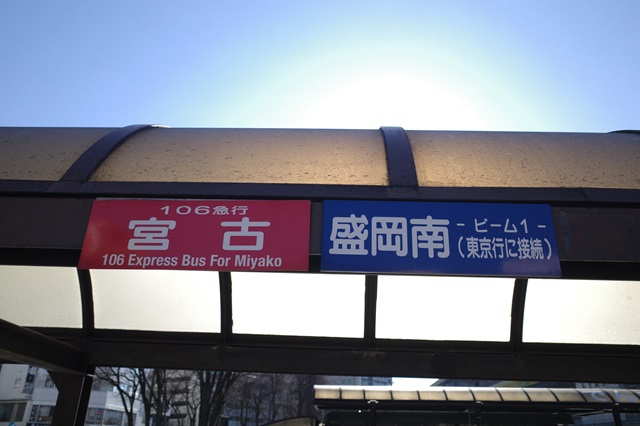 106急行
宮古
106 Express Bus For Miyako
盛岡南
- ビーム1 -
(東京行に接続)